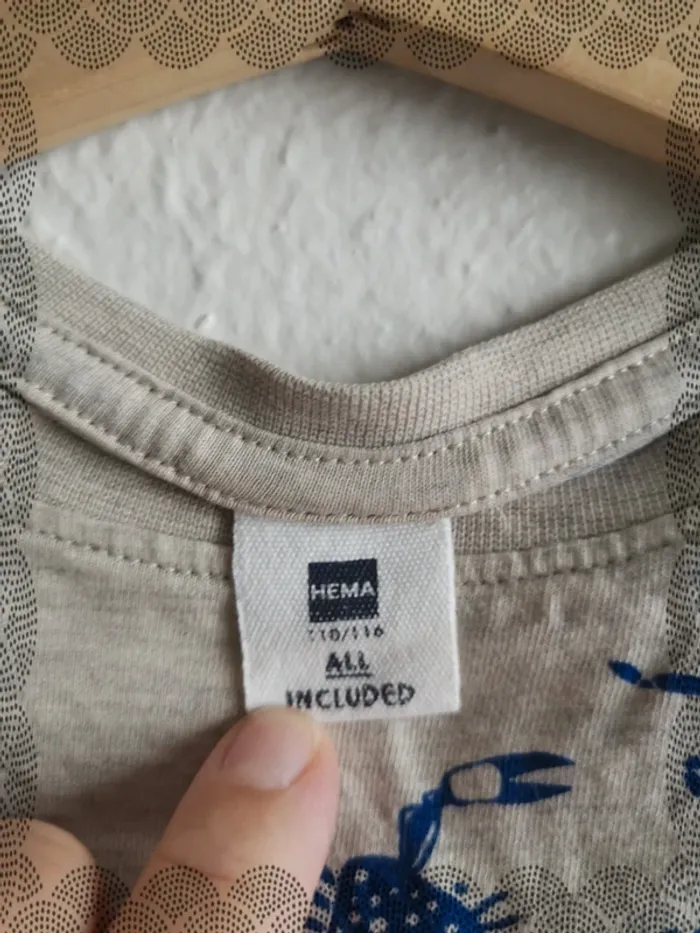 HEMA
110/116
ALL
INCLUDED